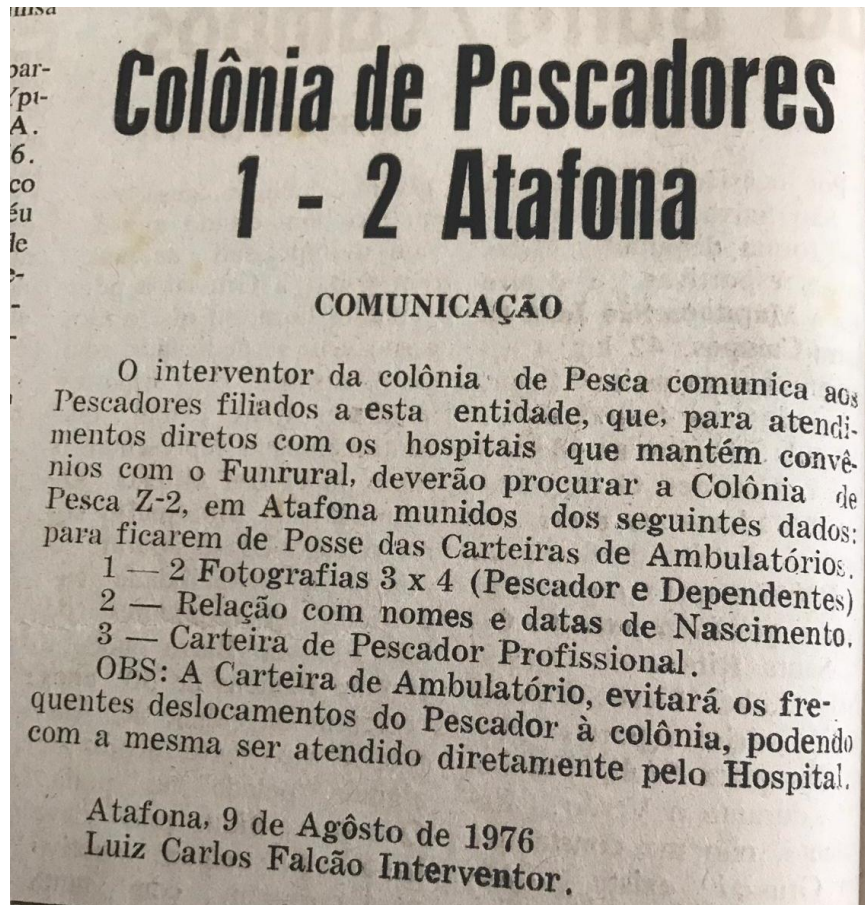 Colônia de Pescadores
1 - 2 Atafona
COMUNICAÇÃO
O interventor da colônia de Pesca comunica aos
Pescadores filiados a esta entidade, que, para atendi-
mentos diretos com os hospitais que mantém convê-
nios com o Funrural, deverão procurar a Colônia de
Pesca Z-2, em Atafona munidos dos seguintes dados:
para ficarem de Posse das Carteiras de Ambulatórios.
1 — 2 Fotografias 3 x 4 (Pescador e Dependentes)
2 — Relação com nomes e datas de Nascimento.
3 — Carteira de Pescador Profissional.
OBS: A Carteira de Ambulatório, evitará os fre-
quentes deslocamentos do Pescador à colônia, podendo
com a mesma ser atendido diretamente pelo Hospital.
Atafona, 9 de Agôsto de 1976
Luiz Carlos Falcão Interventor.